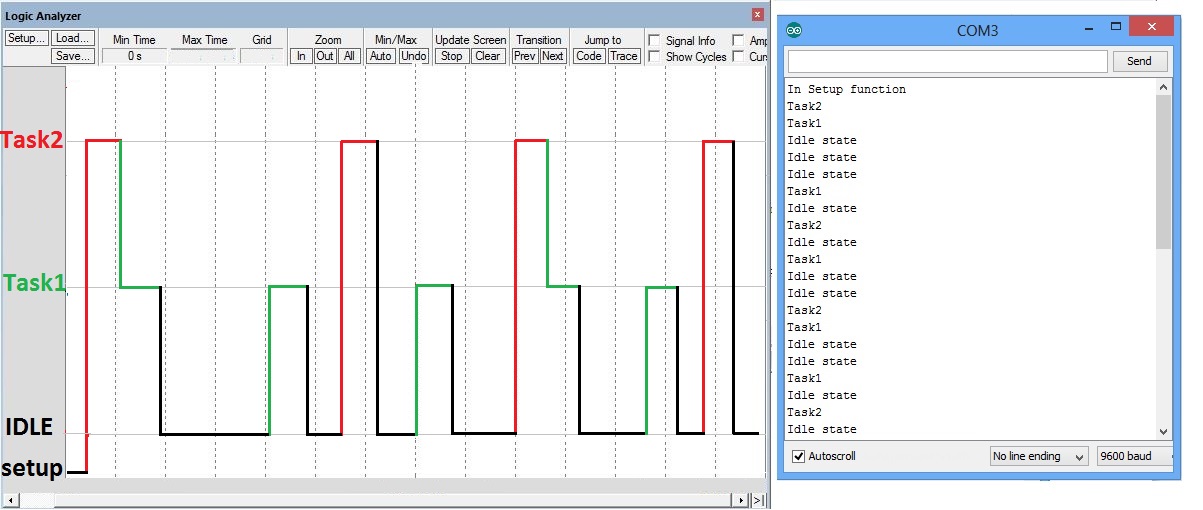 Logic Analyzer
Setup... Load... Min Time Max Time Grid Zoom Min/Max Update Screen Transition Jump to Signal Info
Save... 0 s In Out All Auto Undo Stop Clear Prev Next Code Trace Show Cycles
Task2
Task1
IDLE
setup
COM3
Send
In Setup function
Task2
Task1
Idle state
Idle state
Idle state
Task1
Idle state
Task2
Idle state
Task1
Idle state
Idle state
Task2
Task1
Idle state
Idle state
Task1
Idle state
Task2
Idle state
Autoscroll No line ending 9600 baud